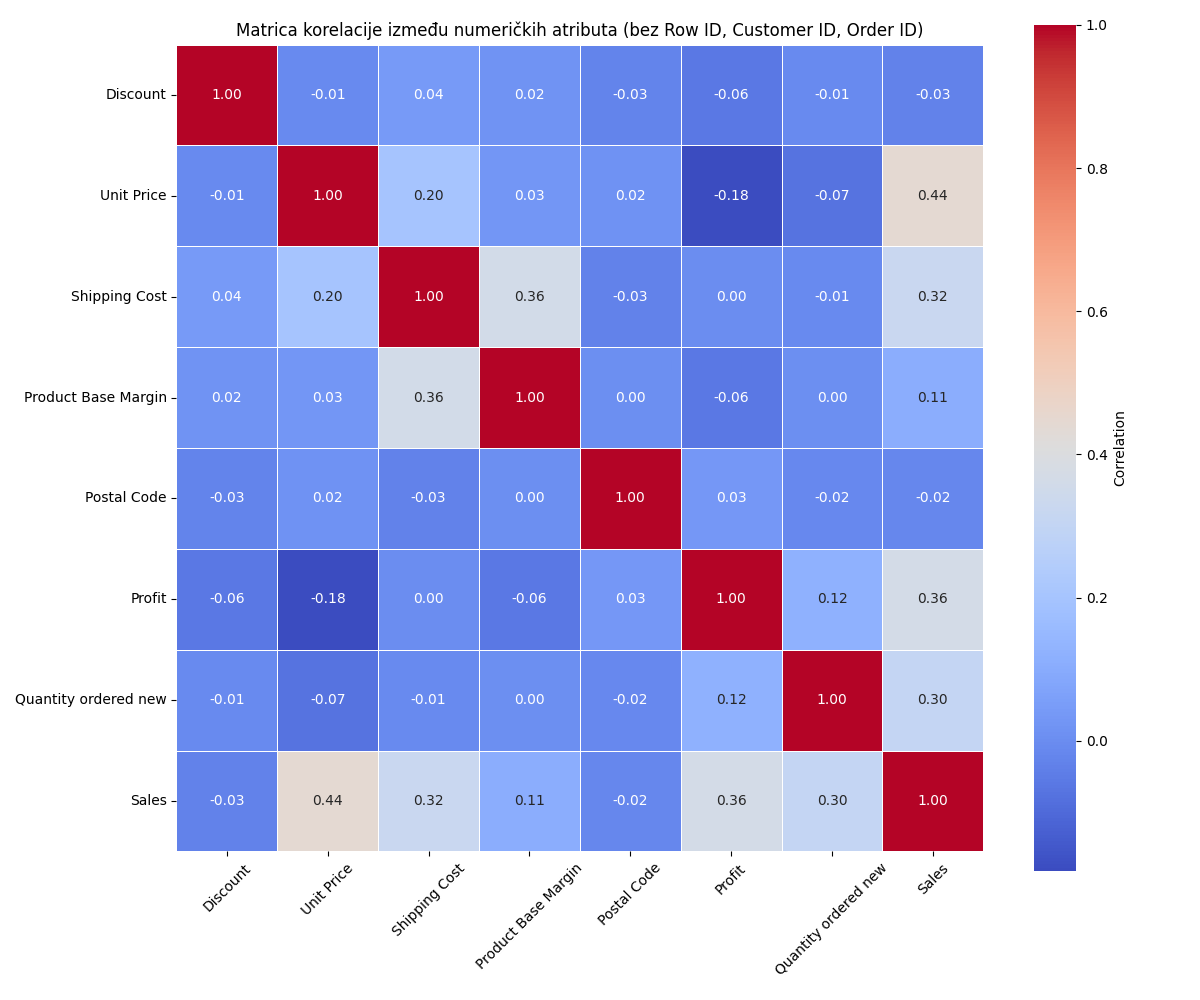 Matrica korelacije između numeričkih atributa (bez Row ID, Customer ID, Order ID)
Discount 1.00 -0.01 0.04 0.02 -0.03 -0.06 -0.01 -0.03
Unit Price -0.01 1.00 0.20 0.03 0.02 -0.18 -0.07 0.44
Shipping Cost 0.04 0.20 1.00 0.36 -0.03 0.00 -0.01 0.32
Product Base Margin 0.02 0.03 0.36 1.00 0.00 -0.06 0.00 0.11
Postal Code -0.03 0.02 -0.03 0.00 1.00 0.03 -0.02 -0.02
Profit -0.06 -0.18 0.00 -0.06 0.03 1.00 0.12 0.36
Quantity ordered new -0.01 -0.07 -0.01 0.00 -0.02 0.12 1.00 0.30
Sales -0.03 0.44 0.32 0.11 -0.02 0.36 0.30 1.00
Discount
Unit Price
Shipping Cost
Product Base Margin
Postal Code
Profit
Quantity ordered new
Sales
1.0
0.8
0.6
0.4
0.2
0.0
Correlation